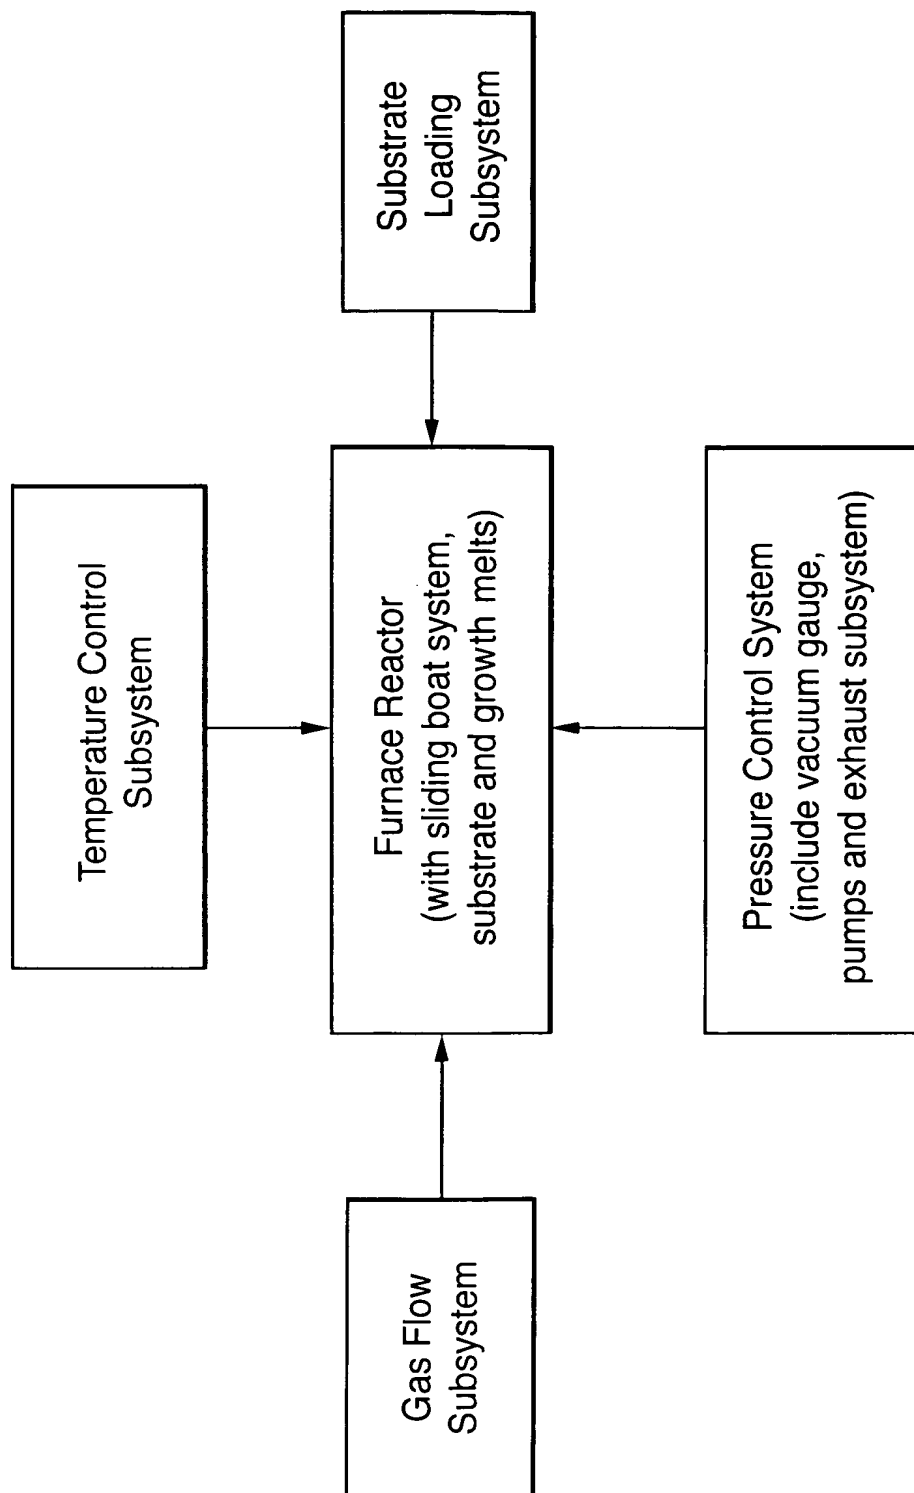 Temperature Control
Subsystem
Gas Flow
Subsystem
Furnace Reactor
(with sliding boat system,
substrate and growth melts)
Substrate
Loading
Subsystem
Pressure Control System
(include vacuum gauge,
pumps and exhaust subsystem)